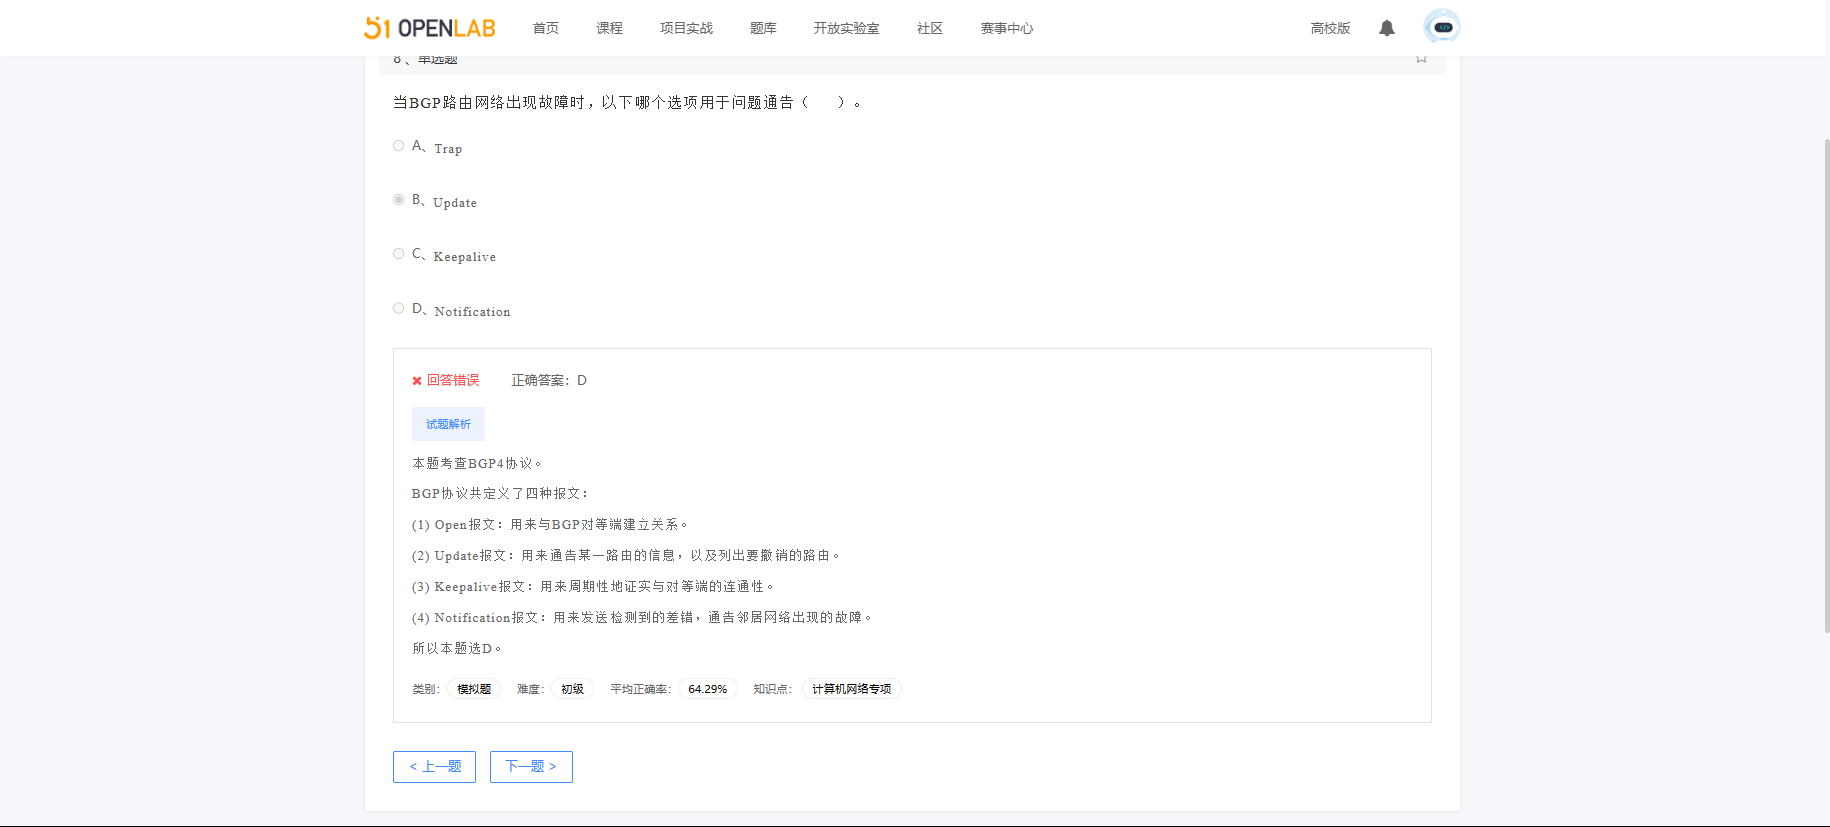 51 OPENLAB 首页 课程 项目实战 题库 开放实验室 社区 赛事中心 高校版
8、单选题
当BGP路由网络出现故障时，以下哪个选项用于问题通告（　　）。
A、Trap
B、Update
C、Keepalive
D、Notification
回答错误 正确答案：D
试题解析
本题考查BGP4协议。
BGP协议共定义了四种报文：
(1) Open报文：用来与BGP对等端建立关系。
(2) Update报文：用来通告某一路由的信息，以及列出要撤销的路由。
(3) Keepalive报文：用来周期性地证实与对等端的连通性。
(4) Notification报文：用来发送检测到的差错，通告邻居网络出现的故障。
所以本题选D。
类别： 模拟题 难度： 初级 平均正确率： 64.29% 知识点： 计算机网络专项
< 上一题 下一题 >